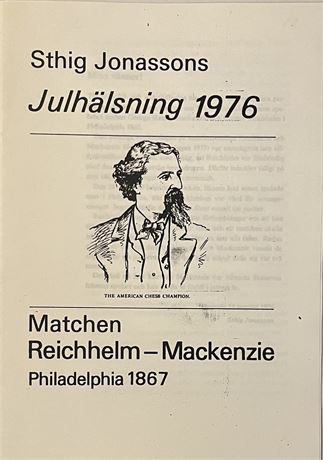 Sthig Jonassons
Julhälsning 1976
THE AMERICAN CHESS CHAMPION.
Matchen
Reichhelm – Mackenzie
Philadelphia 1867